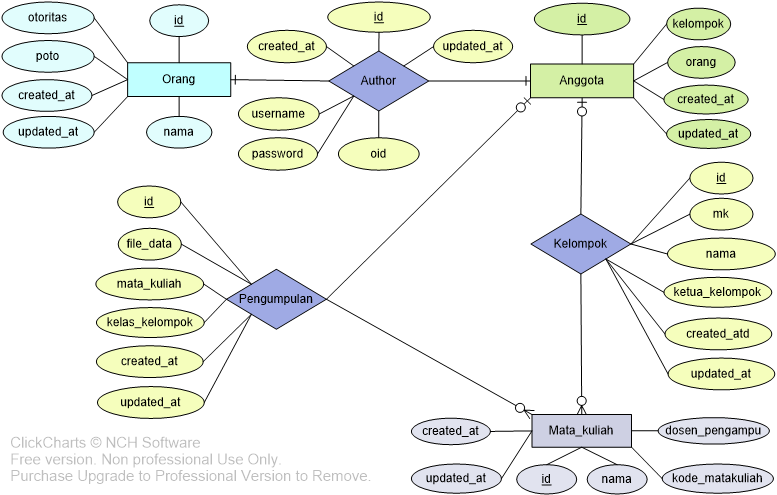 otoritas
id
id
id
kelompok
poto
created_at
updated_at
orang
Orang
Author
Anggota
created_at
created_at
updated_at
nama
username
updated_at
password
oid
id
id
mk
file_data
Kelompok
nama
mata_kuliah
Pengumpulan
ketua_kelompok
kelas_kelompok
created_atd
created_at
updated_at
updated_at
created_at
Mata_kuliah
dosen_pengampu
updated_at
id
nama
kode_matakuliah
ClickCharts © NCH Software
Free version. Non professional Use Only.
Purchase Upgrade to Professional Version to Remove.